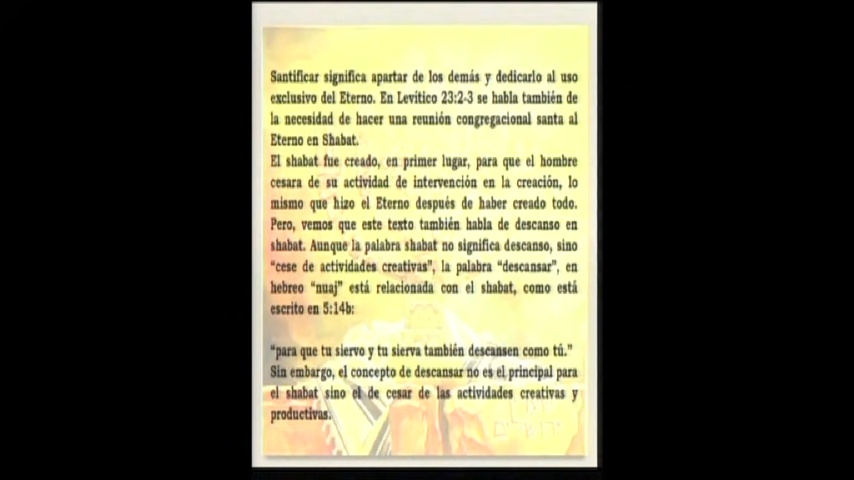 Santificar significa apartar de los demás y dedicarlo al uso
exclusivo del Eterno. En Levítico 23:2-3 se habla también de
la necesidad de hacer una reunión congregacional santa al
Eterno en Shabat.
El shabat fue creado, en primer lugar, para que el hombre
cesara de su actividad de intervención en la creación, lo
mismo que hizo el Eterno después de haber creado todo.
Pero, vemos que este texto también habla de descanso en
shabat. Aunque la palabra shabat no significa descanso, sino
“cese de actividades creativas”, la palabra “descansar”, en
hebreo “nuaj” está relacionada con el shabat, como está
escrito en 5:14b:
“para que tu siervo y tu sierva también descansen como tú.”
Sin embargo, el concepto de descansar no es el principal para
el shabat sino el de cesar de las actividades creativas y
productivas.
ירושלים